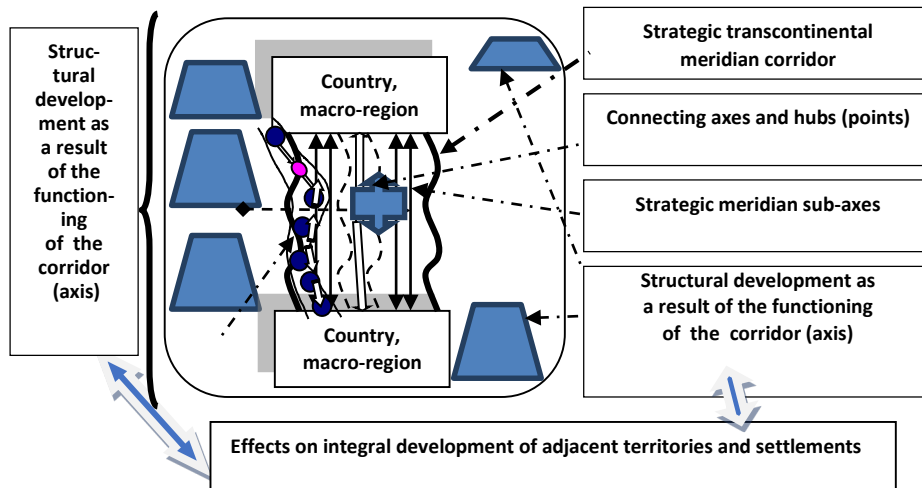 Struc-
tural
develop-
ment as
a result
of the
function-
ing
of the
corridor
(axis)
Country,
macro-region
Country,
macro-region
Strategic transcontinental
meridian corridor
Connecting axes and hubs (points)
Strategic meridian sub-axes
Structural development as
a result of the functioning
of the corridor (axis)
Effects on integral development of adjacent territories and settlements